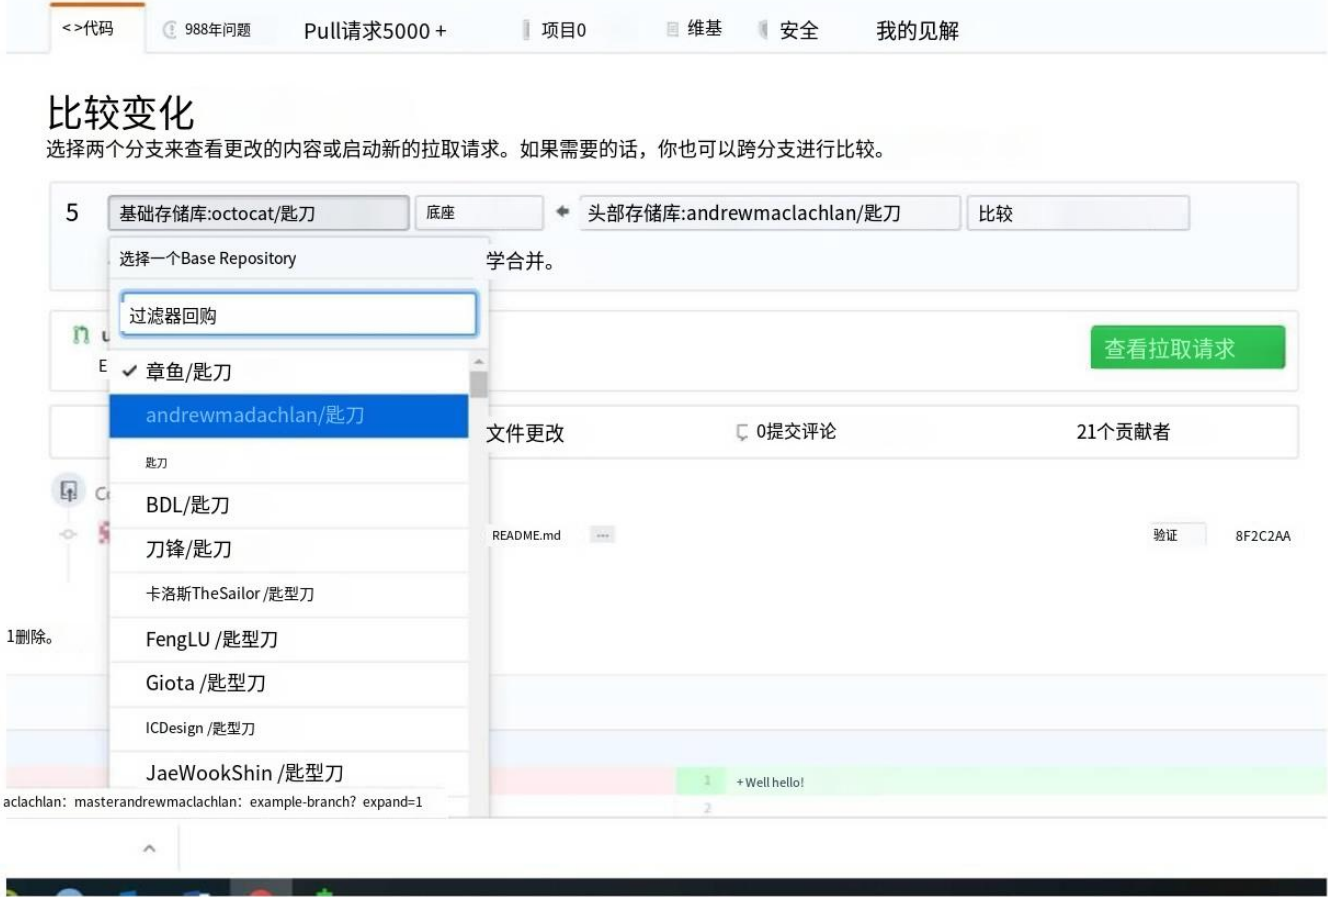 <>代码 988年问题 Pull请求5000 + 项目0 维基 安全 我的见解
比较变化
选择两个分支来查看更改的内容或启动新的拉取请求。如果需要的话，你也可以跨分支进行比较。
5 基础存储库:octocat/匙刀 底座 头部存储库:andrewmaclachlan/匙刀 比较
选择一个Base Repository 学合并。
过滤器回购
查看拉取请求
E 章鱼/匙刀
andrewmadachlan/匙刀 文件更改 0提交评论 21个贡献者
匙刀
BDL/匙刀
README.md ... 验证 8F2C2AA
刀锋/匙刀
卡洛斯TheSailor /匙型刀
1删除。 FengLU /匙型刀
Giota /匙型刀
ICDesign /匙型刀
JaeWookShin /匙型刀 1 +Well hello!
aclachlan：masterandrewmaclachlan：example-branch？expand=1
2